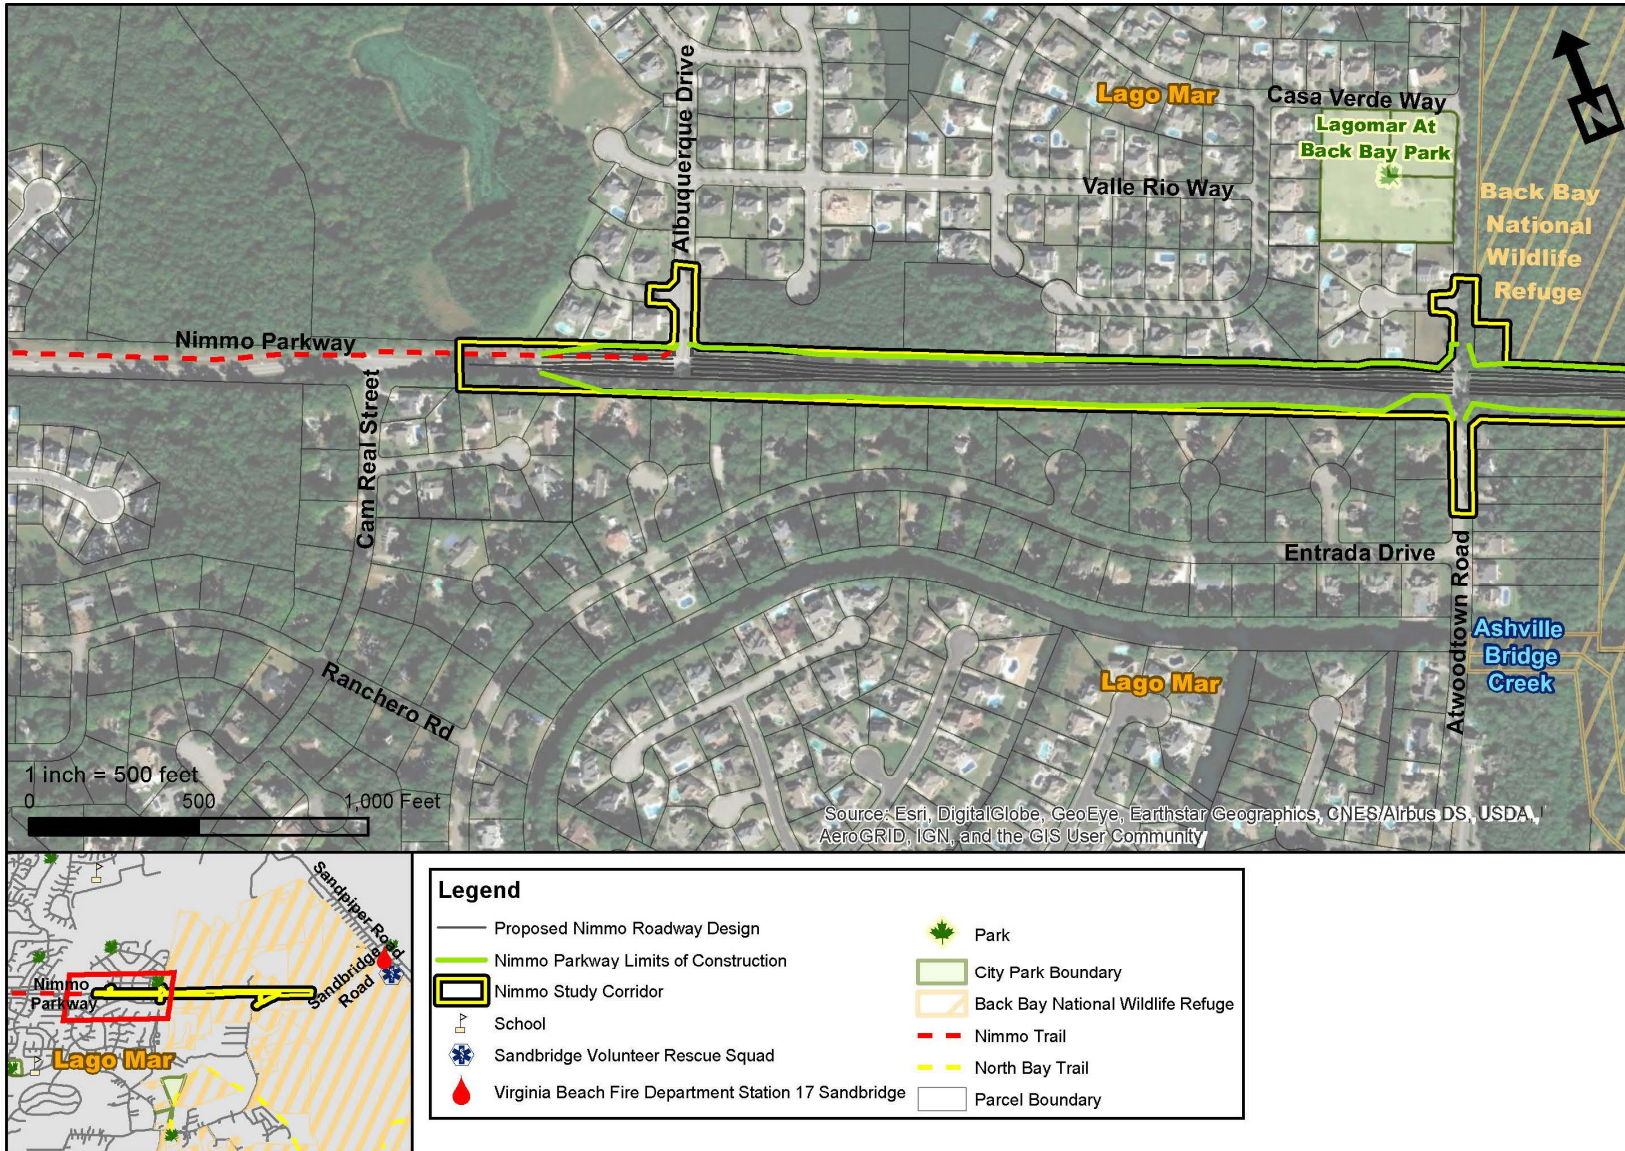 Albuquerque Drive
Lago Mar
Casa Verde Way
Lagomar At
Back Bay Park
Valle Rio Way
Back Bay
National
Wildlife
Refuge
N
Nimmo Parkway
Cam Real Street
Entrada Drive
Atwoodtown Road
Ashville
Bridge
Creek
Ranchero Rd
Lago Mar
1 inch = 500 feet
0 500 1,000 Feet
Source: Esri, DigitalGlobe, GeoEye, Earthstar Geographics, CNES/Airbus DS, USDA,
AeroGRID, IGN, and the GIS User Community
Sandpiper Road
Sandbridge
Road
Nimmo
Parkway
Lago Mar
Legend
Proposed Nimmo Roadway Design
Nimmo Parkway Limits of Construction
Nimmo Study Corridor
School
Sandbridge Volunteer Rescue Squad
Virginia Beach Fire Department Station 17 Sandbridge
Park
City Park Boundary
Back Bay National Wildlife Refuge
Nimmo Trail
North Bay Trail
Parcel Boundary